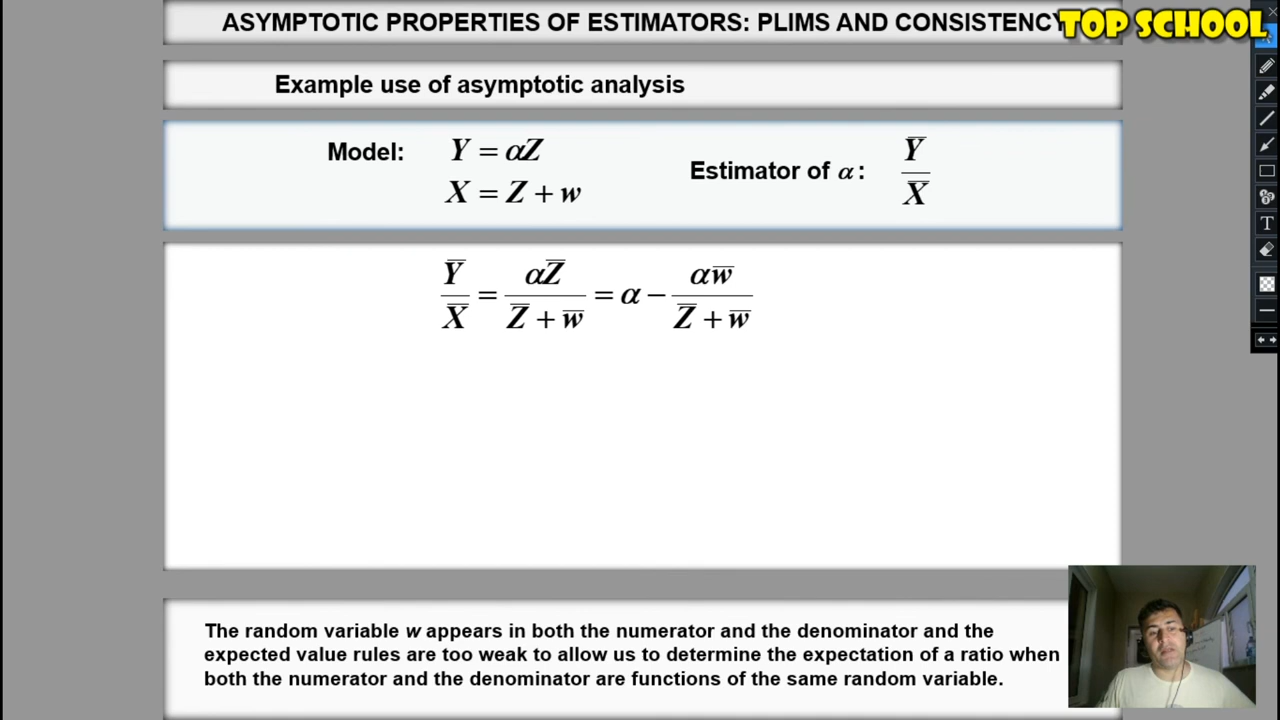 ASYMPTOTIC PROPERTIES OF ESTIMATORS: PLIMS AND CONSISTENCY
TOP SCHOOL
Example use of asymptotic analysis
Model: Y = αZ
X = Z + w
Estimator of α: Y̅ / X̅
Y̅ / X̅ = αZ̅ / (Z̅ + w̅) = α − αw̅ / (Z̅ + w̅)
The random variable w appears in both the numerator and the denominator and the
expected value rules are too weak to allow us to determine the expectation of a ratio when
both the numerator and the denominator are functions of the same random variable.